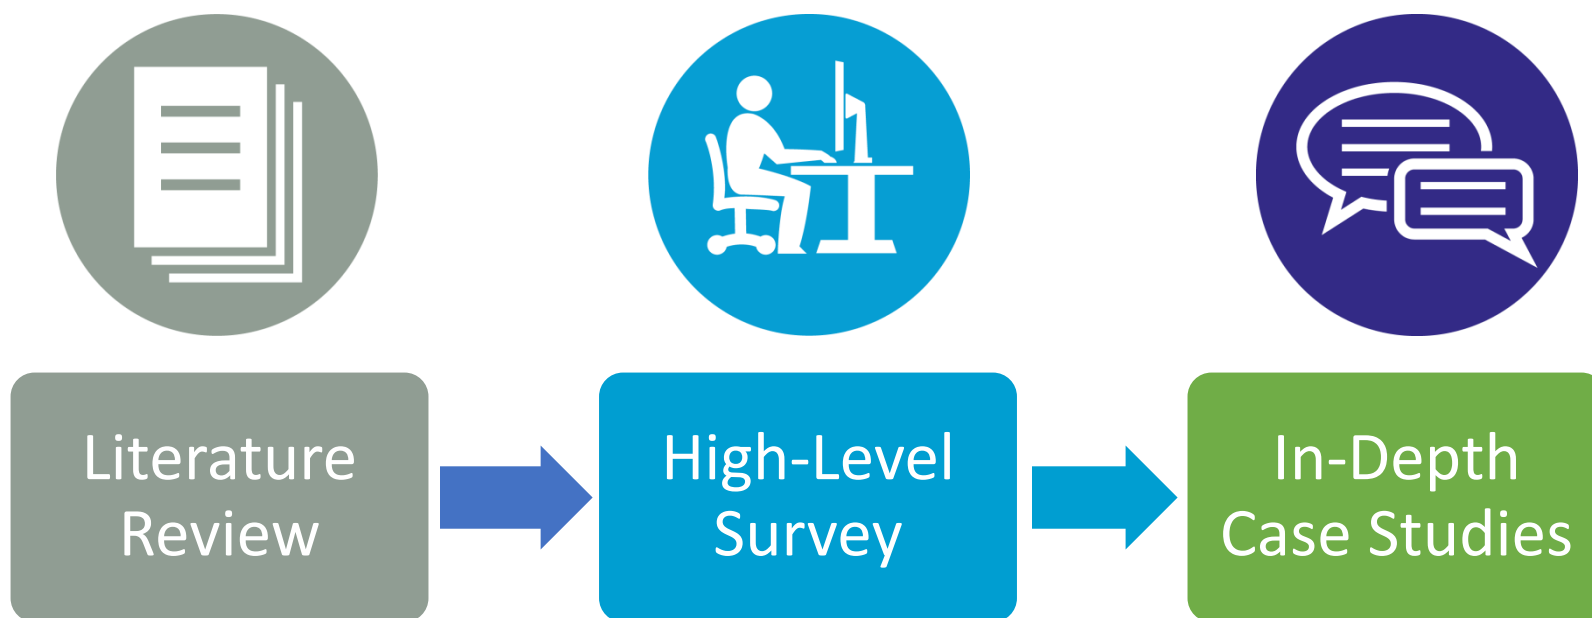 Literature
Review
High-Level
Survey
In-Depth
Case Studies